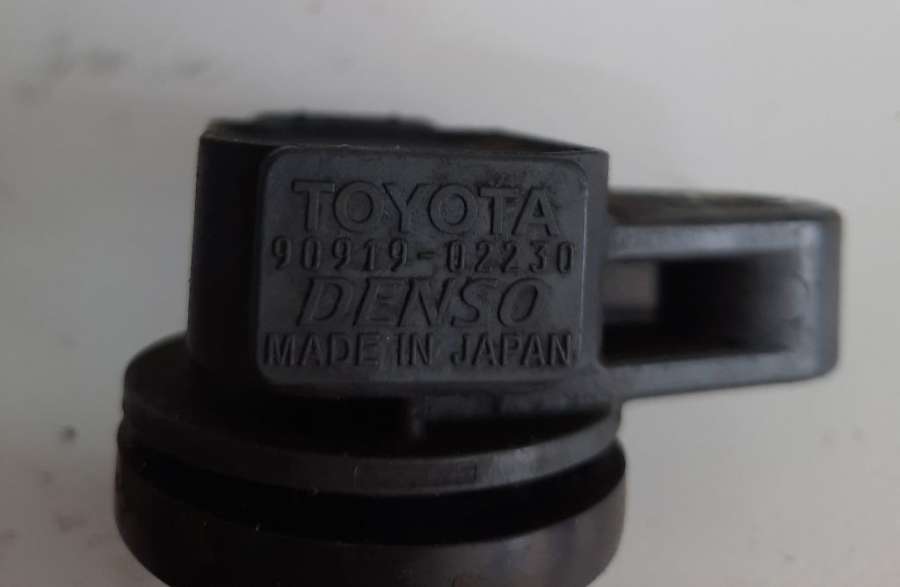 TOYOTA
90919-02230
DENSO
MADE IN JAPAN